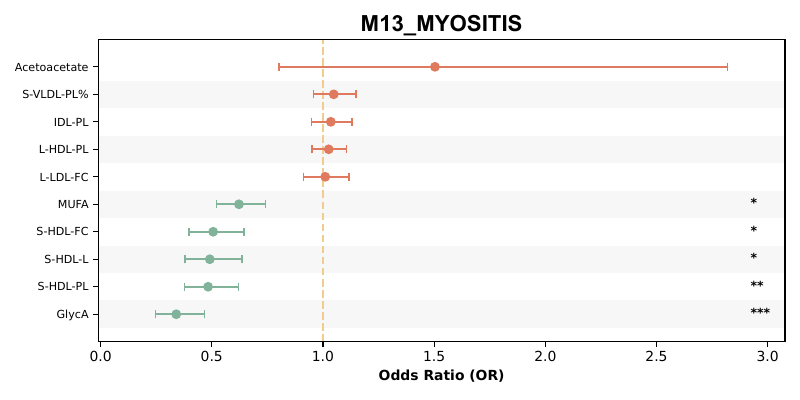 M13_MYOSITIS
Acetoacetate
S-VLDL-PL%
IDL-PL
L-HDL-PL
L-LDL-FC
MUFA *
S-HDL-FC *
S-HDL-L *
S-HDL-PL **
GlycA ***
0.0 0.5 1.0 1.5 2.0 2.5 3.0
Odds Ratio (OR)